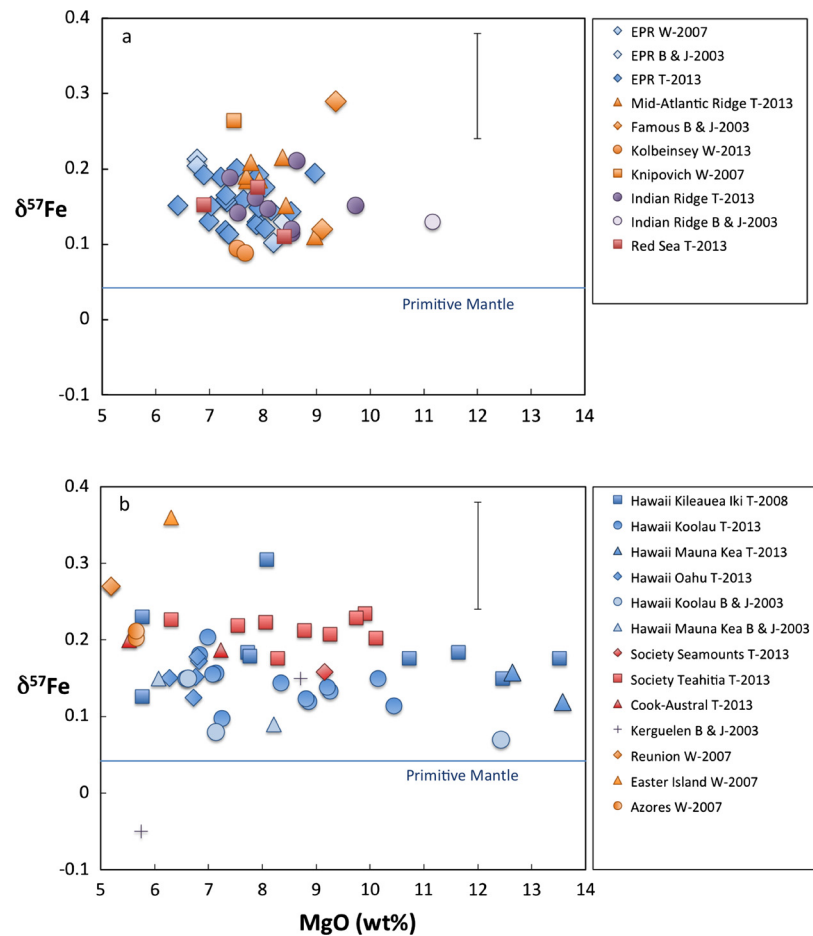 a
0.4
0.3
0.2
0.1
0
-0.1
δ⁵⁷Fe
Primitive Mantle
5 6 7 8 9 10 11 12 13 14
EPR W-2007
EPR B & J-2003
EPR T-2013
Mid-Atlantic Ridge T-2013
Famous B & J-2003
Kolbeinsey W-2013
Knipovich W-2007
Indian Ridge T-2013
Indian Ridge B & J-2003
Red Sea T-2013
b
0.4
0.3
0.2
0.1
0
-0.1
δ⁵⁷Fe
Primitive Mantle
5 6 7 8 9 10 11 12 13 14
MgO (wt%)
Hawaii Kileauea Iki T-2008
Hawaii Koolau T-2013
Hawaii Mauna Kea T-2013
Hawaii Oahu T-2013
Hawaii Koolau B & J-2003
Hawaii Mauna Kea B & J-2003
Society Seamounts T-2013
Society Teahitia T-2013
Cook-Austral T-2013
Kerguelen B & J-2003
Reunion W-2007
Easter Island W-2007
Azores W-2007